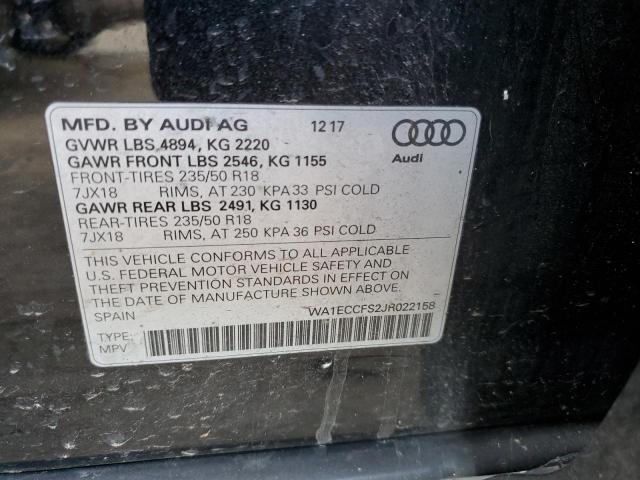 MFD. BY AUDI AG 12 17
GVWR LBS 4894, KG 2220
GAWR FRONT LBS 2546, KG 1155
FRONT-TIRES 235/50 R18
7JX18 RIMS, AT 230 KPA 33 PSI COLD
GAWR REAR LBS 2491, KG 1130
REAR-TIRES 235/50 R18
7JX18 RIMS, AT 250 KPA 36 PSI COLD
Audi
THIS VEHICLE CONFORMS TO ALL APPLICABLE
U.S. FEDERAL MOTOR VEHICLE SAFETY AND
THEFT PREVENTION STANDARDS IN EFFECT ON
THE DATE OF MANUFACTURE SHOWN ABOVE.
SPAIN WA1ECCFS2JR022158
TYPE:
MPV